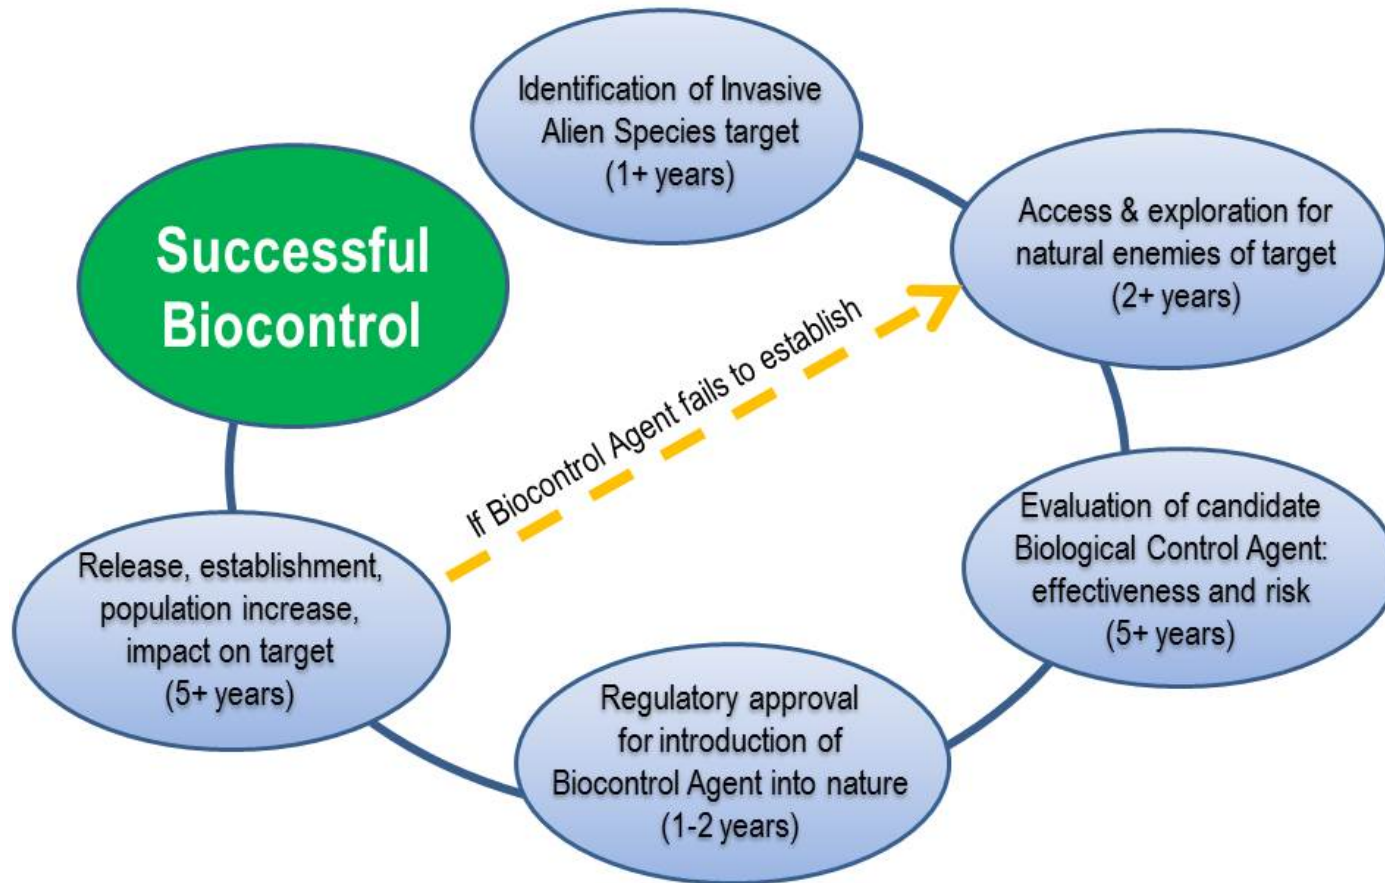 Identification of Invasive
Alien Species target
(1+ years)
Access & exploration for
natural enemies of target
(2+ years)
Evaluation of candidate
Biological Control Agent:
effectiveness and risk
(5+ years)
Regulatory approval
for introduction of
Biocontrol Agent into nature
(1-2 years)
Release, establishment,
population increase,
impact on target
(5+ years)
If Biocontrol Agent fails to establish
Successful
Biocontrol